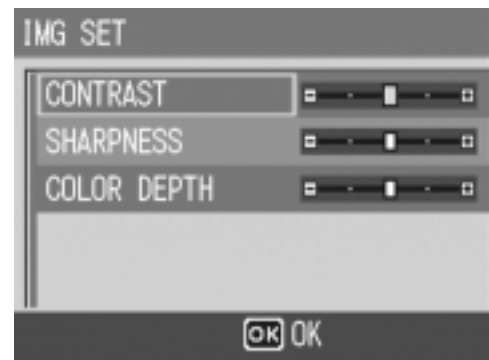 IMG SET
CONTRAST
SHARPNESS
COLOR DEPTH
OK OK